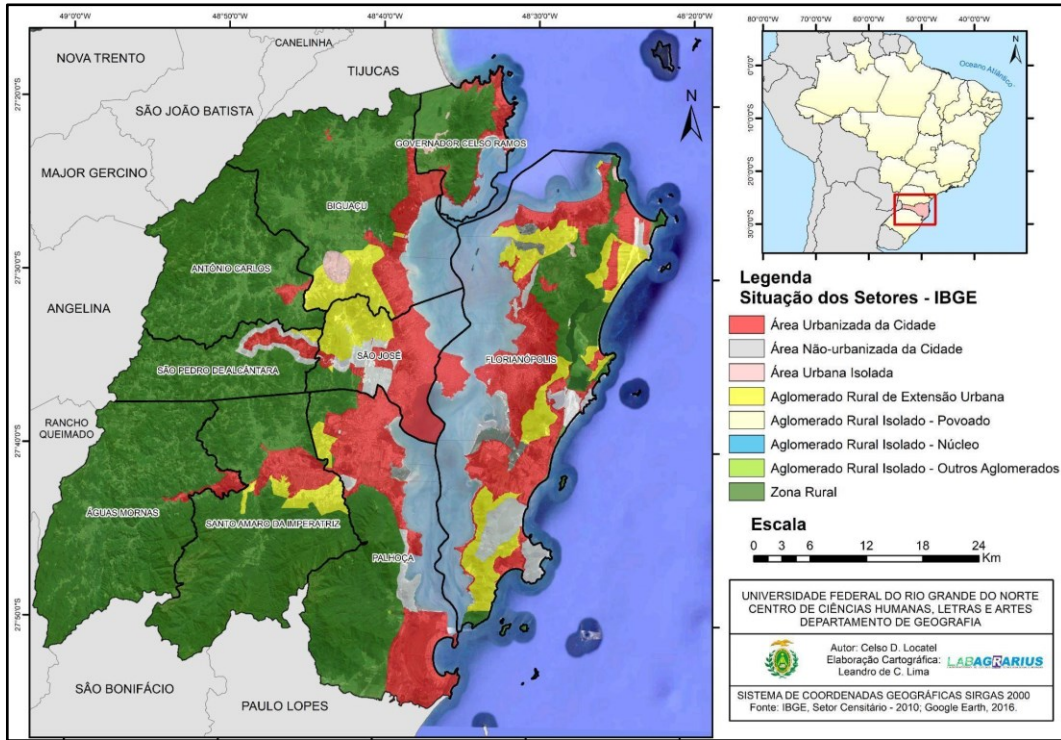 49°0'0"W 48°50'0"W 48°40'0"W 48°30'0"W 48°20'0"W
27°20'0"S
27°30'0"S
27°40'0"S
27°50'0"S
NOVA TRENTO
CANELINHA
TIJUCAS
SÃO JOÃO BATISTA
N
GOVERNADOR CELSO RAMOS
MAJOR GERCINO
BIGUAÇU
ANTÔNIO CARLOS
ANGELINA
SÃO JOSÉ
FLORIANÓPOLIS
SÃO PEDRO DE ALCÂNTARA
RANCHO
QUEIMADO
ÁGUAS MORNAS
SANTO AMARO DA IMPERATRIZ
PALHOÇA
SÃO BONIFÁCIO
PAULO LOPES
80°0'0"W 70°0'0"W 60°0'0"W 50°0'0"W 40°0'0"W
0°0'0"
10°0'0"S
20°0'0"S
30°0'0"S
N
Oceano Atlântico
Legenda
Situação dos Setores - IBGE
Área Urbanizada da Cidade
Área Não-urbanizada da Cidade
Área Urbana Isolada
Aglomerado Rural de Extensão Urbana
Aglomerado Rural Isolado - Povoado
Aglomerado Rural Isolado - Núcleo
Aglomerado Rural Isolado - Outros Aglomerados
Zona Rural
Escala
0 3 6 12 18 24
Km
UNIVERSIDADE FEDERAL DO RIO GRANDE DO NORTE
CENTRO DE CIÊNCIAS HUMANAS, LETRAS E ARTES
DEPARTAMENTO DE GEOGRAFIA
Autor: Celso D. Locatel
Elaboração Cartográfica:
Leandro de C. Lima
LABAGRARIUS
SISTEMA DE COORDENADAS GEOGRÁFICAS SIRGAS 2000
Fonte: IBGE, Setor Censitário - 2010; Google Earth, 2016.